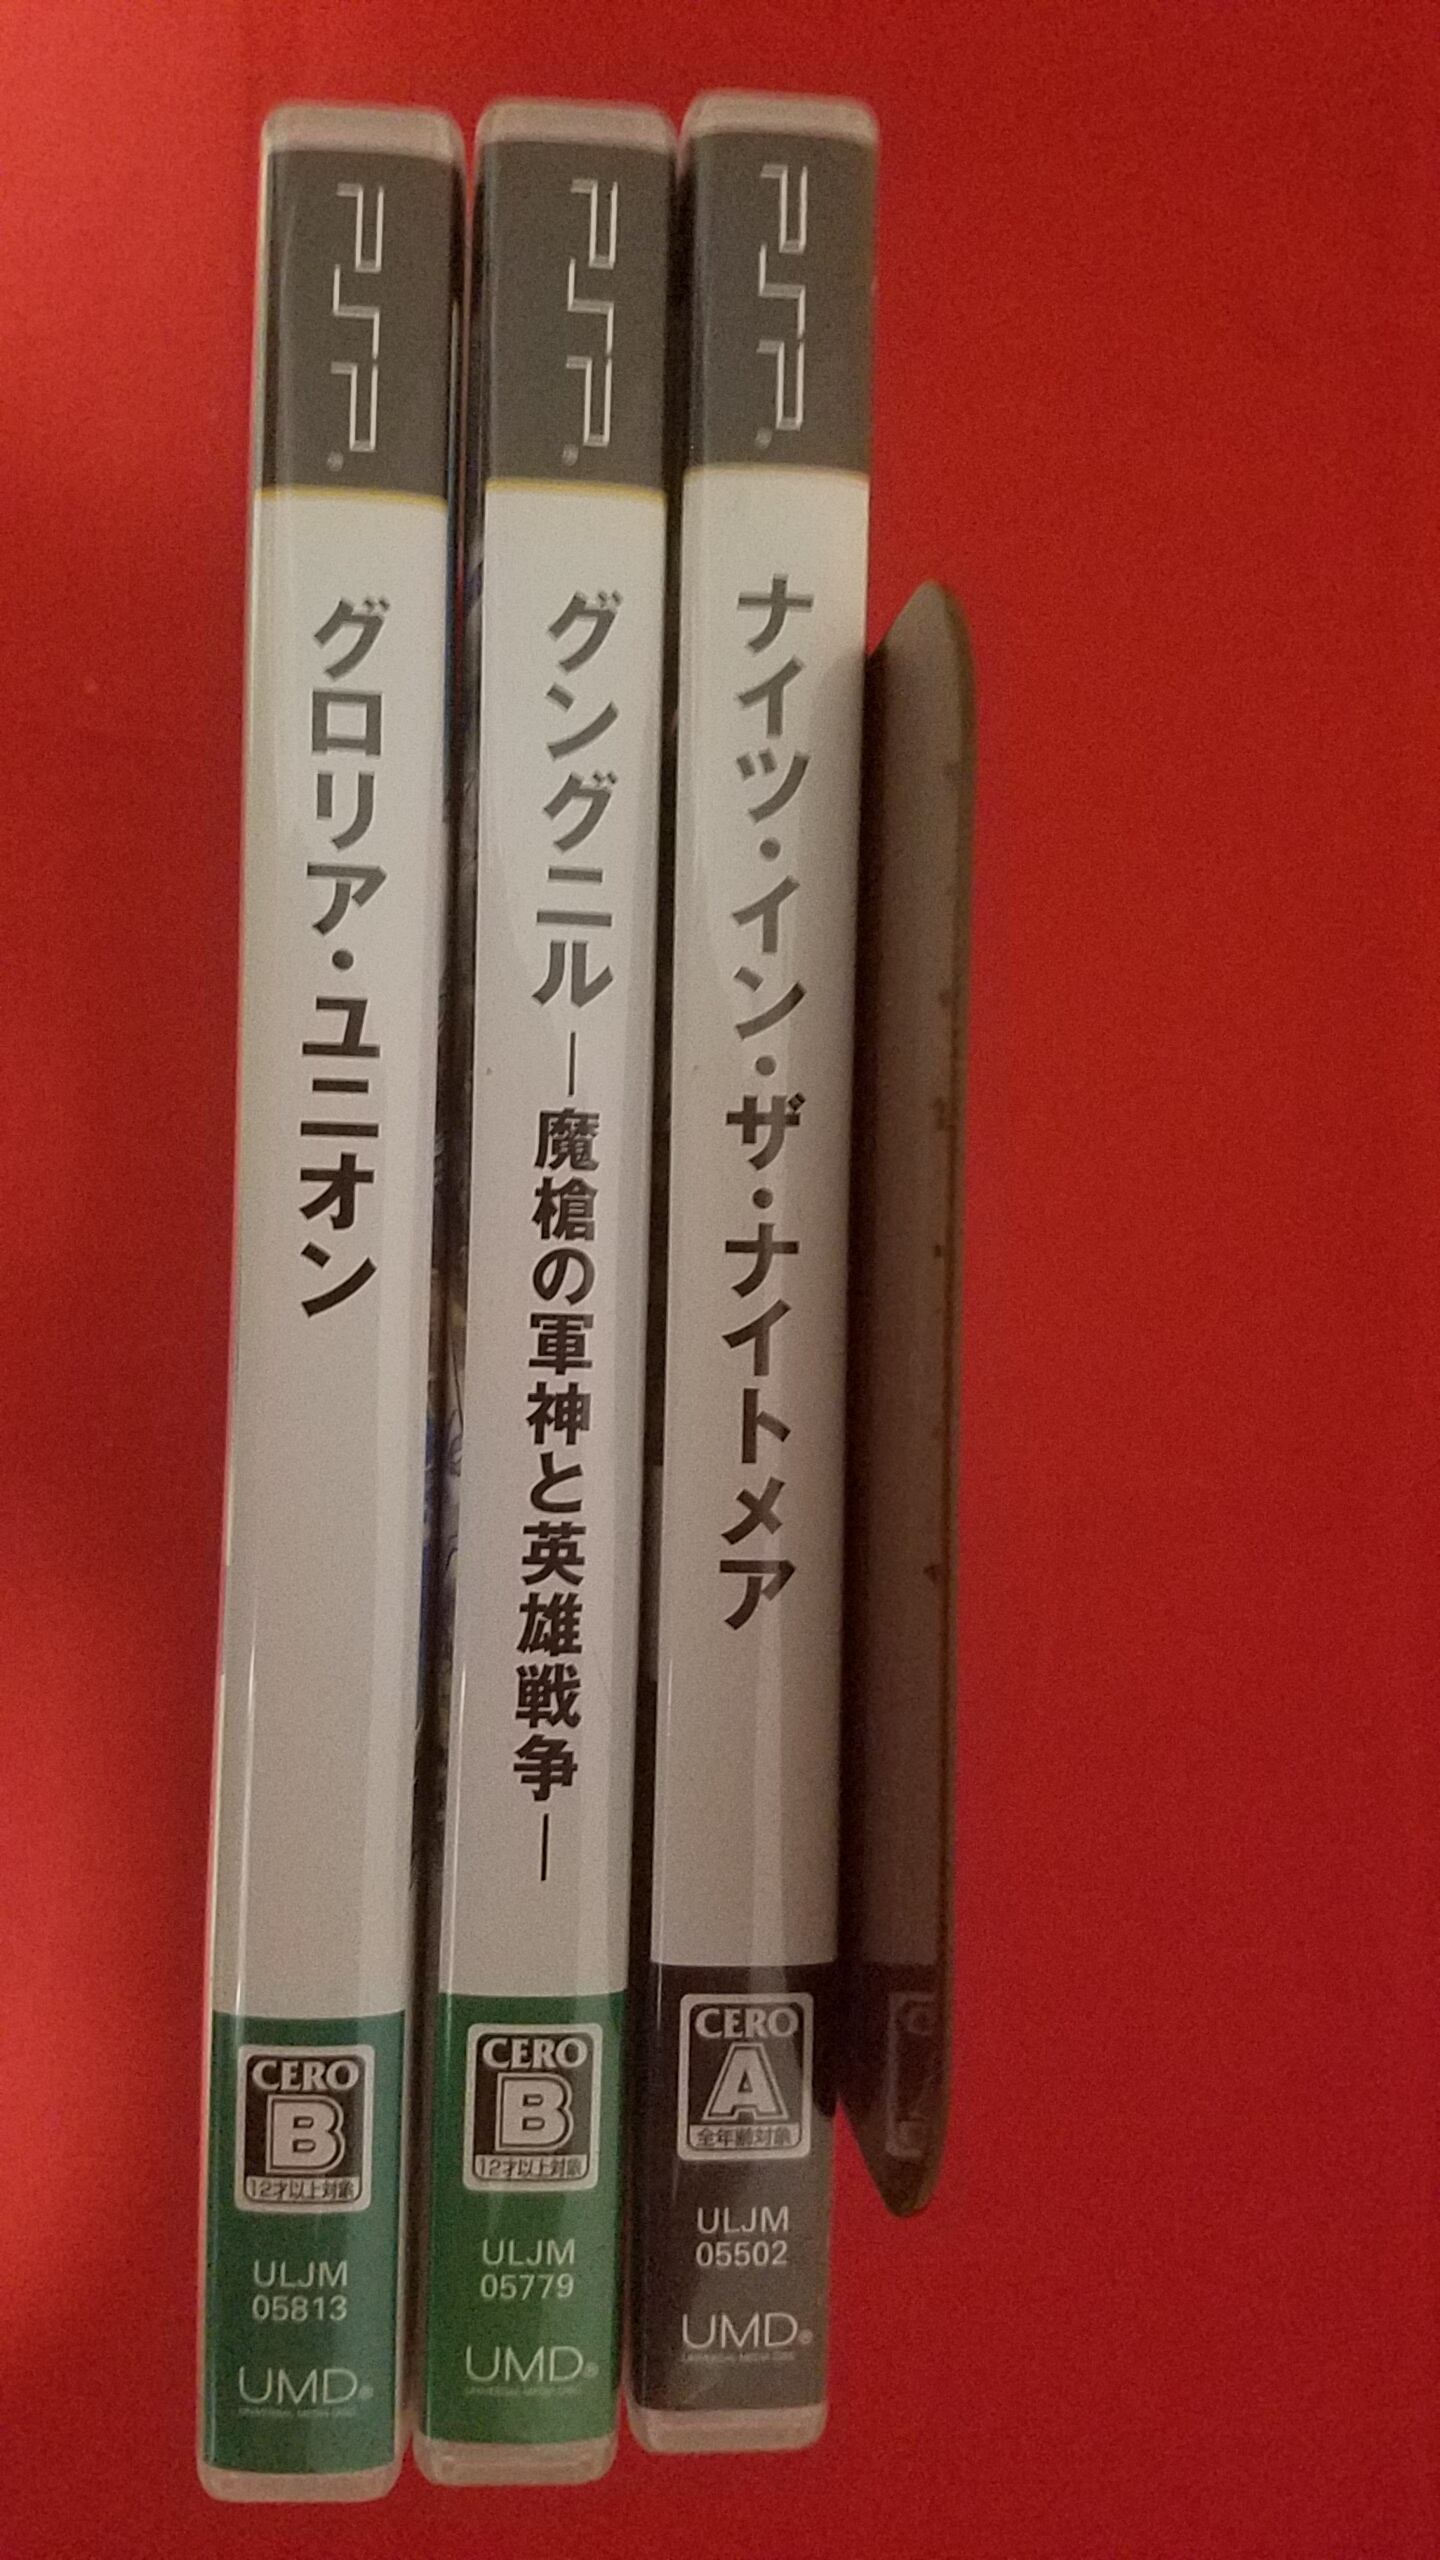 PSP®
グロリア・ユニオン
CERO
B
12才以上対象
ULJM
05813
UMD®
PSP®
グングニル―魔槍の軍神と英雄戦争―
CERO
B
12才以上対象
ULJM
05779
UMD®
PSP®
ナイツ・イン・ザ・ナイトメア
CERO
A
全年齢対象
ULJM
05502
UMD®